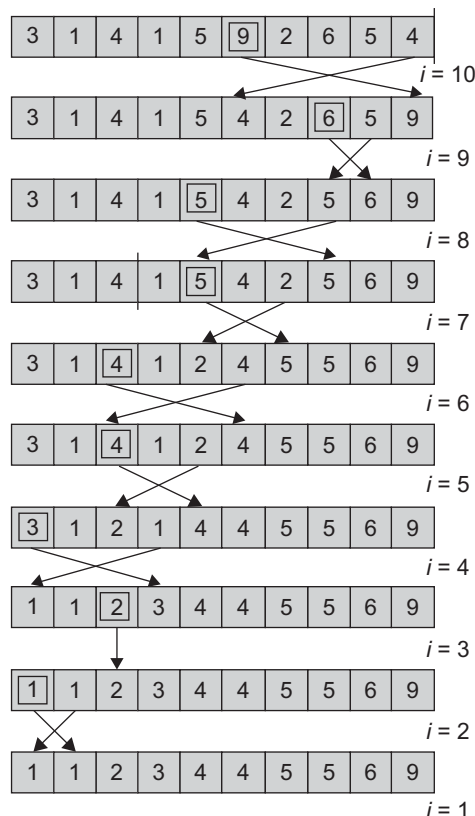 3 1 4 1 5 9 2 6 5 4
i = 10
3 1 4 1 5 4 2 6 5 9
i = 9
3 1 4 1 5 4 2 5 6 9
i = 8
3 1 4 1 5 4 2 5 6 9
i = 7
3 1 4 1 2 4 5 5 6 9
i = 6
3 1 4 1 2 4 5 5 6 9
i = 5
3 1 2 1 4 4 5 5 6 9
i = 4
1 1 2 3 4 4 5 5 6 9
i = 3
1 1 2 3 4 4 5 5 6 9
i = 2
1 1 2 3 4 4 5 5 6 9
i = 1